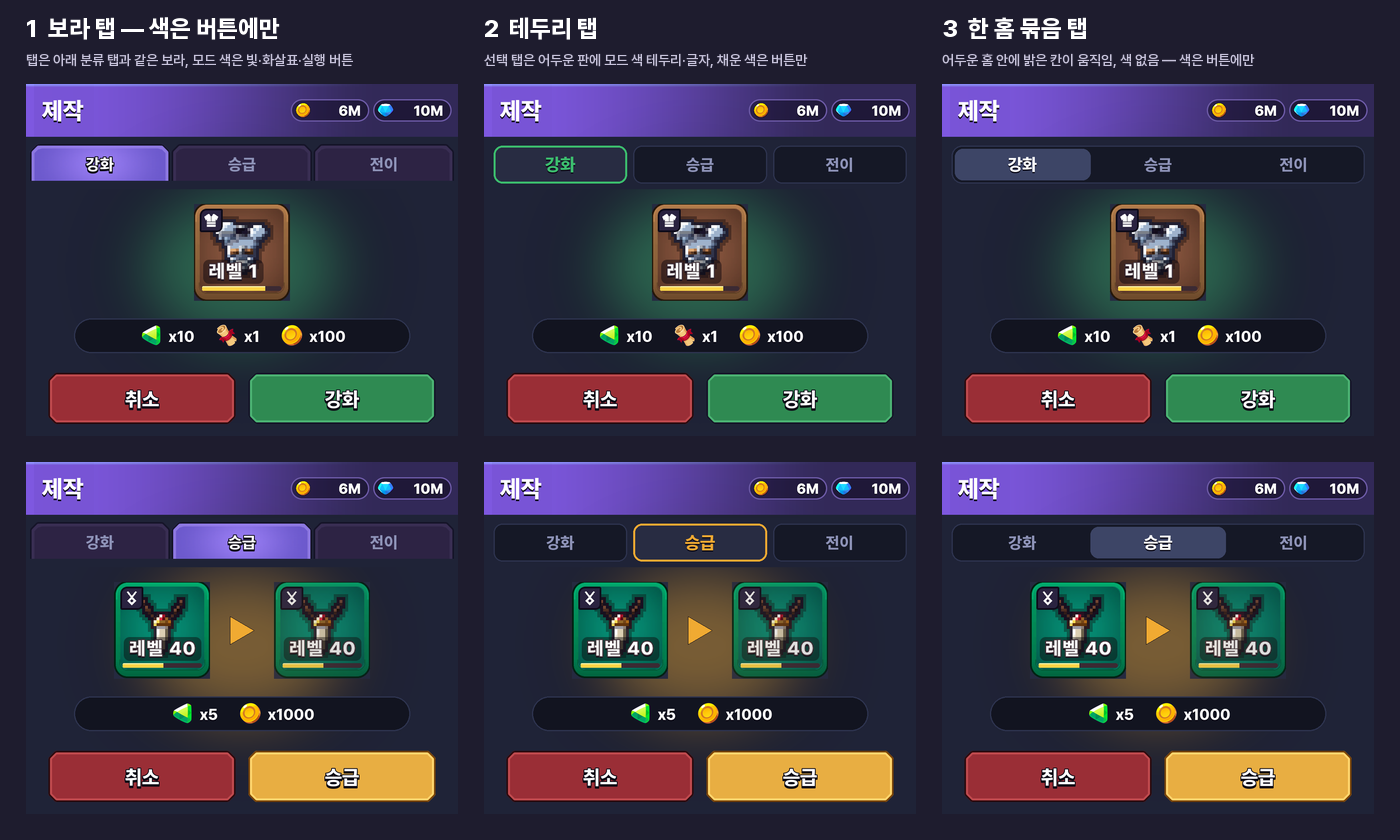 1 보라 탭 — 색은 버튼에만
탭은 아래 분류 탭과 같은 보라, 모드 색은 빛·화살표·실행 버튼
제작
6M
10M
강화
승급
전이
레벨 1
x10
x1
x100
취소
강화
제작
6M
10M
강화
승급
전이
레벨 40
레벨 40
x5
x1000
취소
승급
2 테두리 탭
선택 탭은 어두운 판에 모드 색 테두리·글자, 채운 색은 버튼만
제작
6M
10M
강화
승급
전이
레벨 1
x10
x1
x100
취소
강화
제작
6M
10M
강화
승급
전이
레벨 40
레벨 40
x5
x1000
취소
승급
3 한 홈 묶음 탭
어두운 홈 안에 밝은 칸이 움직임, 색 없음 — 색은 버튼에만
제작
6M
10M
강화
승급
전이
레벨 1
x10
x1
x100
취소
강화
제작
6M
10M
강화
승급
전이
레벨 40
레벨 40
x5
x1000
취소
승급